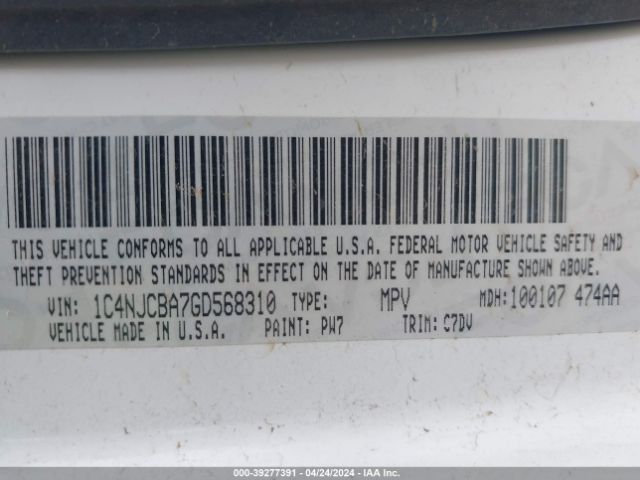 THIS VEHICLE CONFORMS TO ALL APPLICABLE U.S.A. FEDERAL MOTOR VEHICLE SAFETY AND
THEFT PREVENTION STANDARDS IN EFFECT ON THE DATE OF MANUFACTURE SHOWN ABOVE.
VIN: 1C4NJCBA7GD568310 TYPE: MPV MDH:100107 474AA
VEHICLE MADE IN U.S.A. PAINT: PW7 TRIM: C7DV
000-39277391 - 04/24/2024 - IAA Inc.